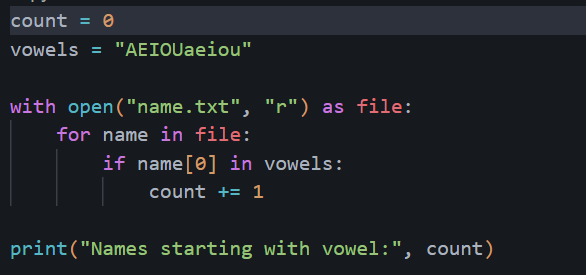 count = 0
vowels = "AEIOUaeiou"
with open("name.txt", "r") as file:
    for name in file:
        if name[0] in vowels:
            count += 1
print("Names starting with vowel:", count)